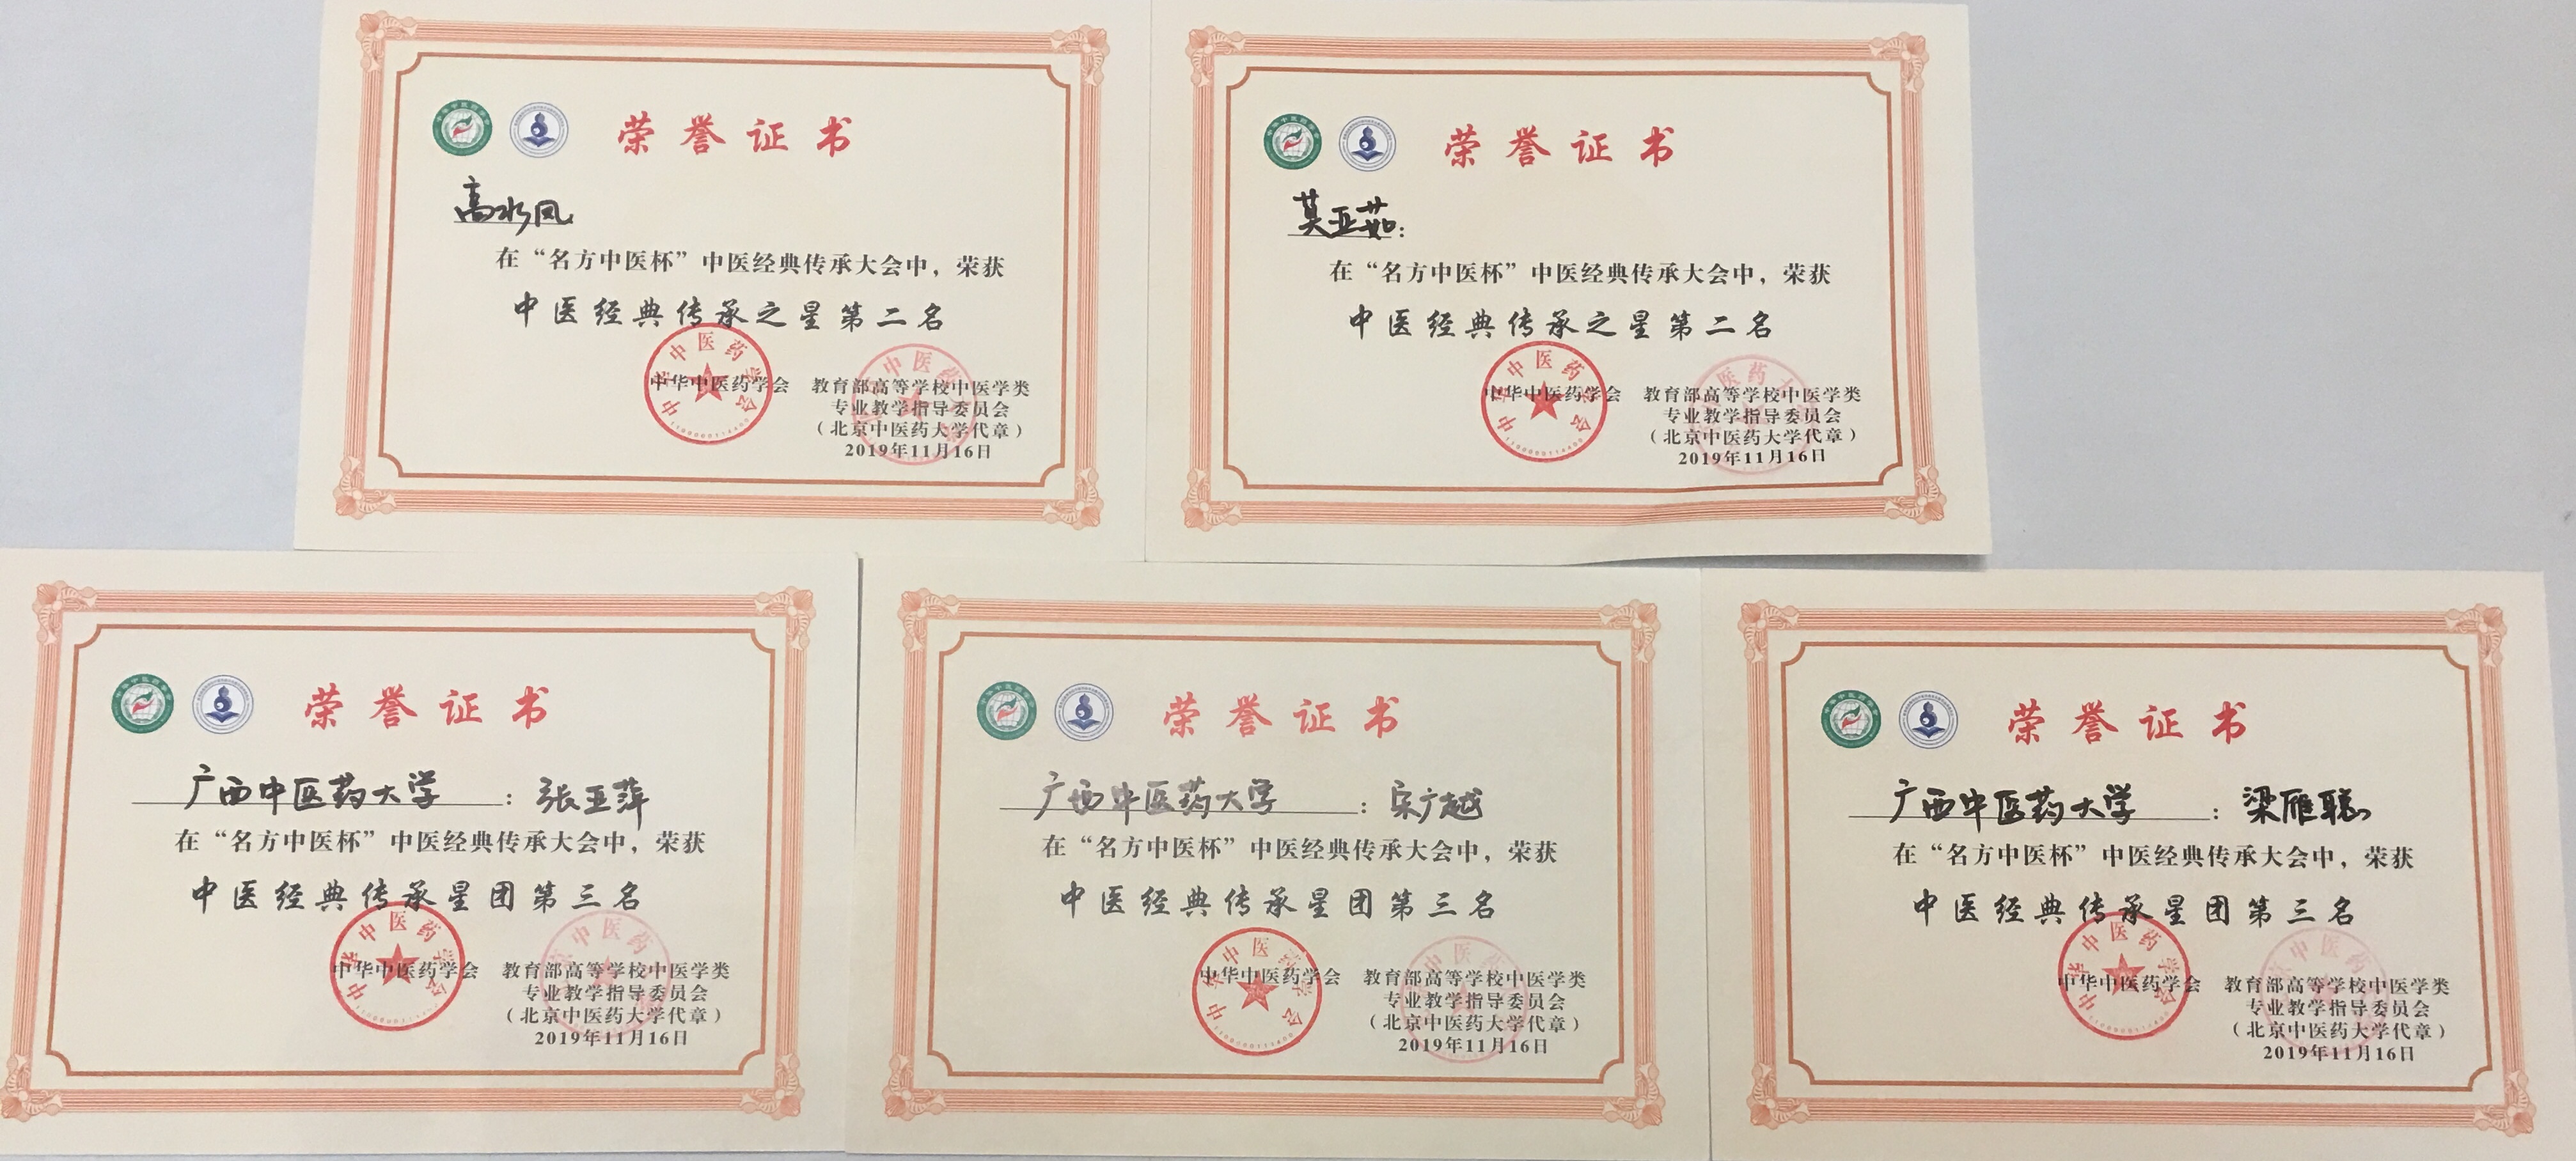 荣誉证书
高水凤
在“名方中医杯”中医经典传承大会中，荣获
中医经典传承之星第二名
中华中医药学会
教育部高等学校中医学类
专业教学指导委员会
（北京中医药大学代章）
2019年11月16日
荣誉证书
莫亚茹：
在“名方中医杯”中医经典传承大会中，荣获
中医经典传承之星第二名
中华中医药学会
教育部高等学校中医学类
专业教学指导委员会
（北京中医药大学代章）
2019年11月16日
荣誉证书
广西中医药大学：张亚萍
在“名方中医杯”中医经典传承大会中，荣获
中医经典传承星团第三名
中华中医药学会
教育部高等学校中医学类
专业教学指导委员会
（北京中医药大学代章）
2019年11月16日
荣誉证书
广西中医药大学：宋广越
在“名方中医杯”中医经典传承大会中，荣获
中医经典传承星团第三名
中华中医药学会
教育部高等学校中医学类
专业教学指导委员会
（北京中医药大学代章）
2019年11月16日
荣誉证书
广西中医药大学：梁雁聪
在“名方中医杯”中医经典传承大会中，荣获
中医经典传承星团第三名
中华中医药学会
教育部高等学校中医学类
专业教学指导委员会
（北京中医药大学代章）
2019年11月16日